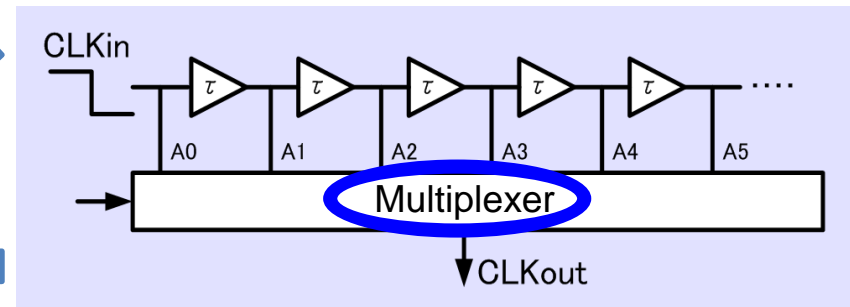 CLKin
τ τ τ τ τ ····
A0 A1 A2 A3 A4 A5
Multiplexer
CLKout